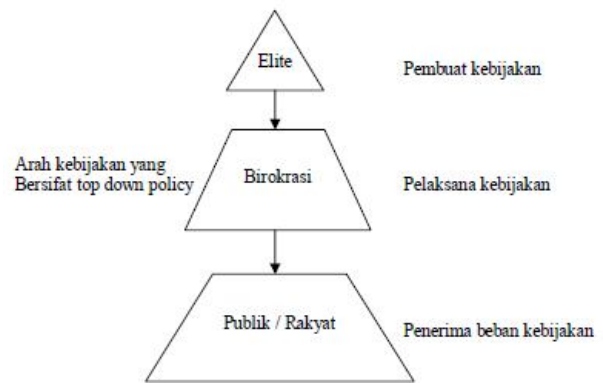 Elite
Pembuat kebijakan
Arah kebijakan yang
Bersifat top down policy
Birokrasi
Pelaksana kebijakan
Publik / Rakyat
Penerima beban kebijakan